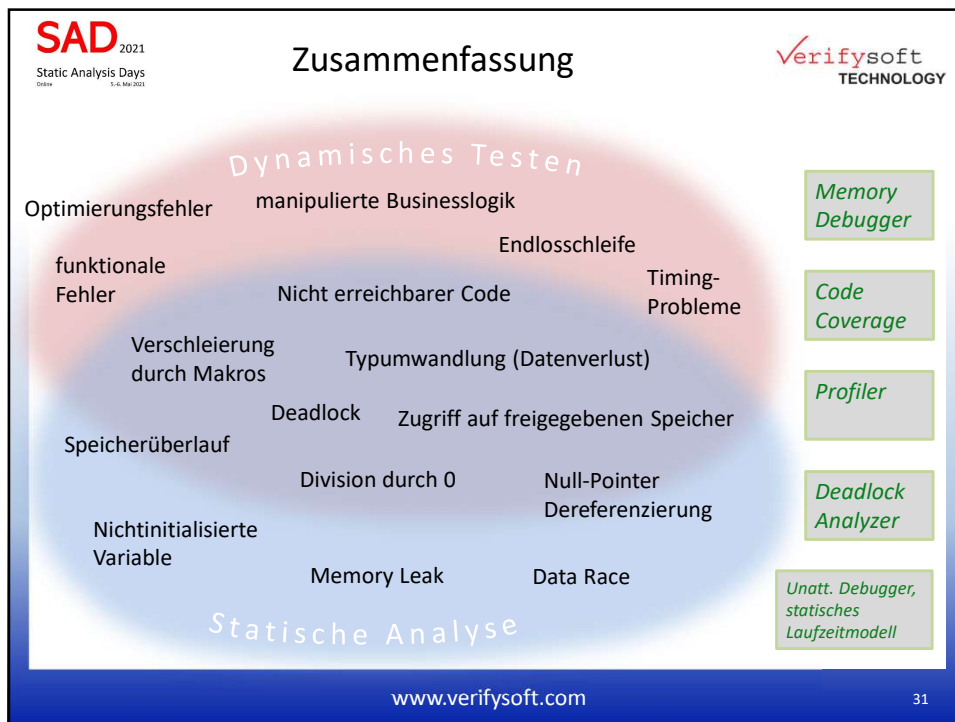 SAD 2021
Static Analysis Days
Online 5.-6. Mai 2021
Zusammenfassung
Verifysoft
TECHNOLOGY
Dynamisches Testen
Optimierungsfehler
manipulierte Businesslogik
Endlosschleife
funktionale
Fehler
Nicht erreichbarer Code
Timing-
Probleme
Verschleierung
durch Makros
Typumwandlung (Datenverlust)
Deadlock
Zugriff auf freigegebenen Speicher
Speicherüberlauf
Division durch 0
Null-Pointer
Dereferenzierung
Nichtinitialisierte
Variable
Memory Leak
Data Race
Statische Analyse
Memory
Debugger
Code
Coverage
Profiler
Deadlock
Analyzer
Unatt. Debugger,
statisches
Laufzeitmodell
www.verifysoft.com
31